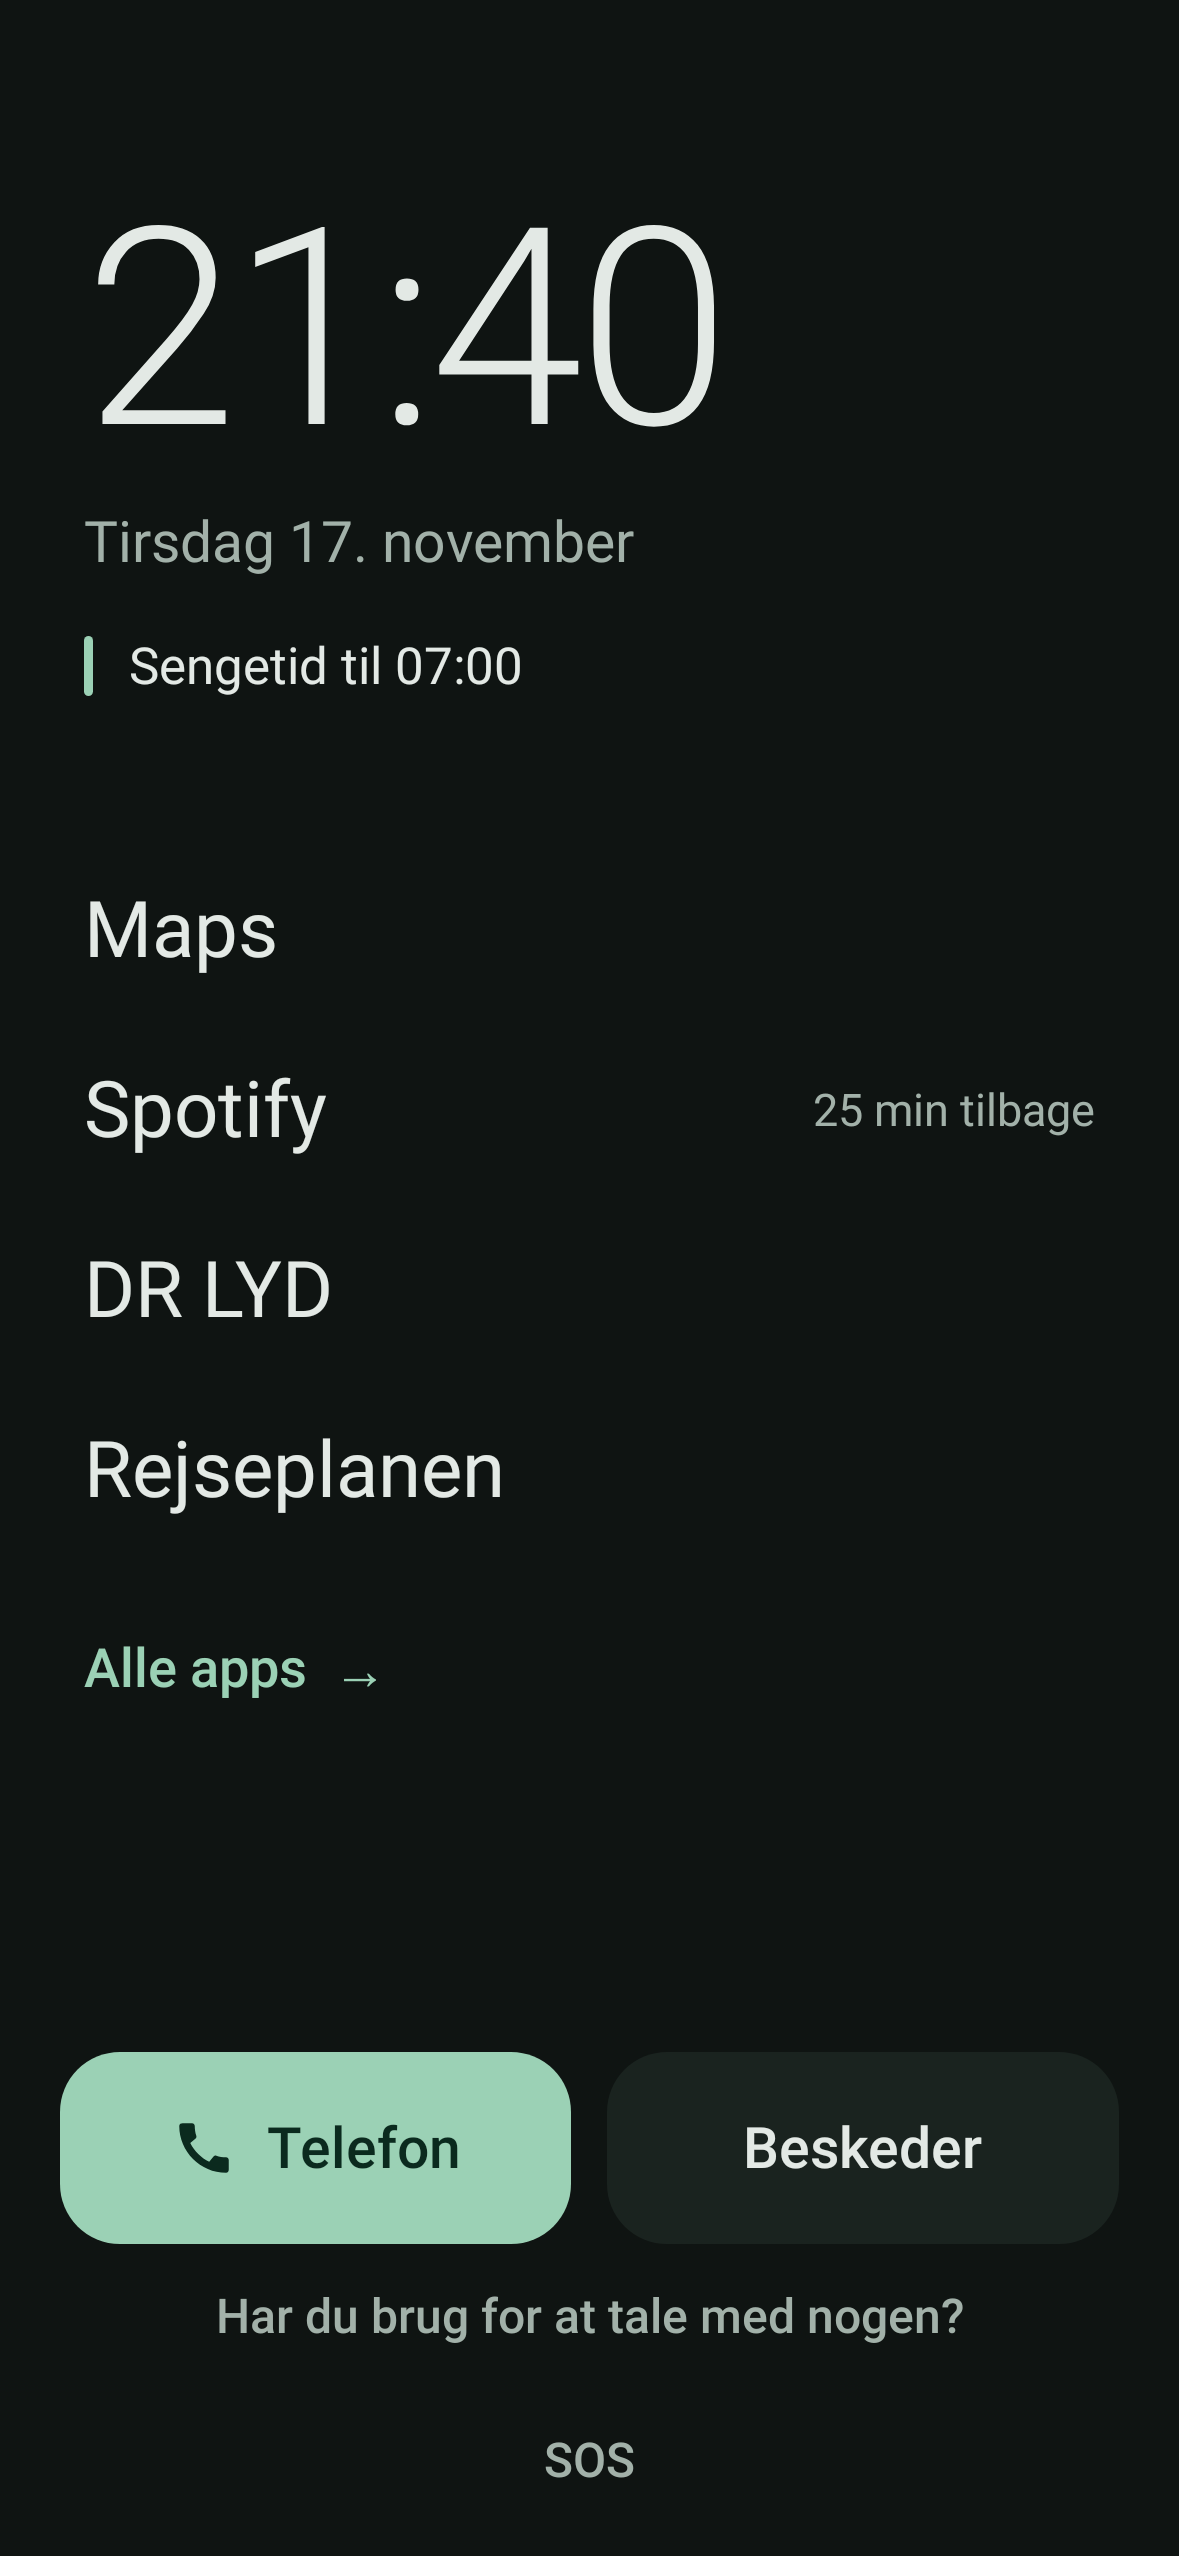 21:40
Tirsdag 17. november
Sengetid til 07:00
Maps
Spotify 25 min tilbage
DR LYD
Rejseplanen
Alle apps →
Telefon Beskeder
Har du brug for at tale med nogen?
SOS